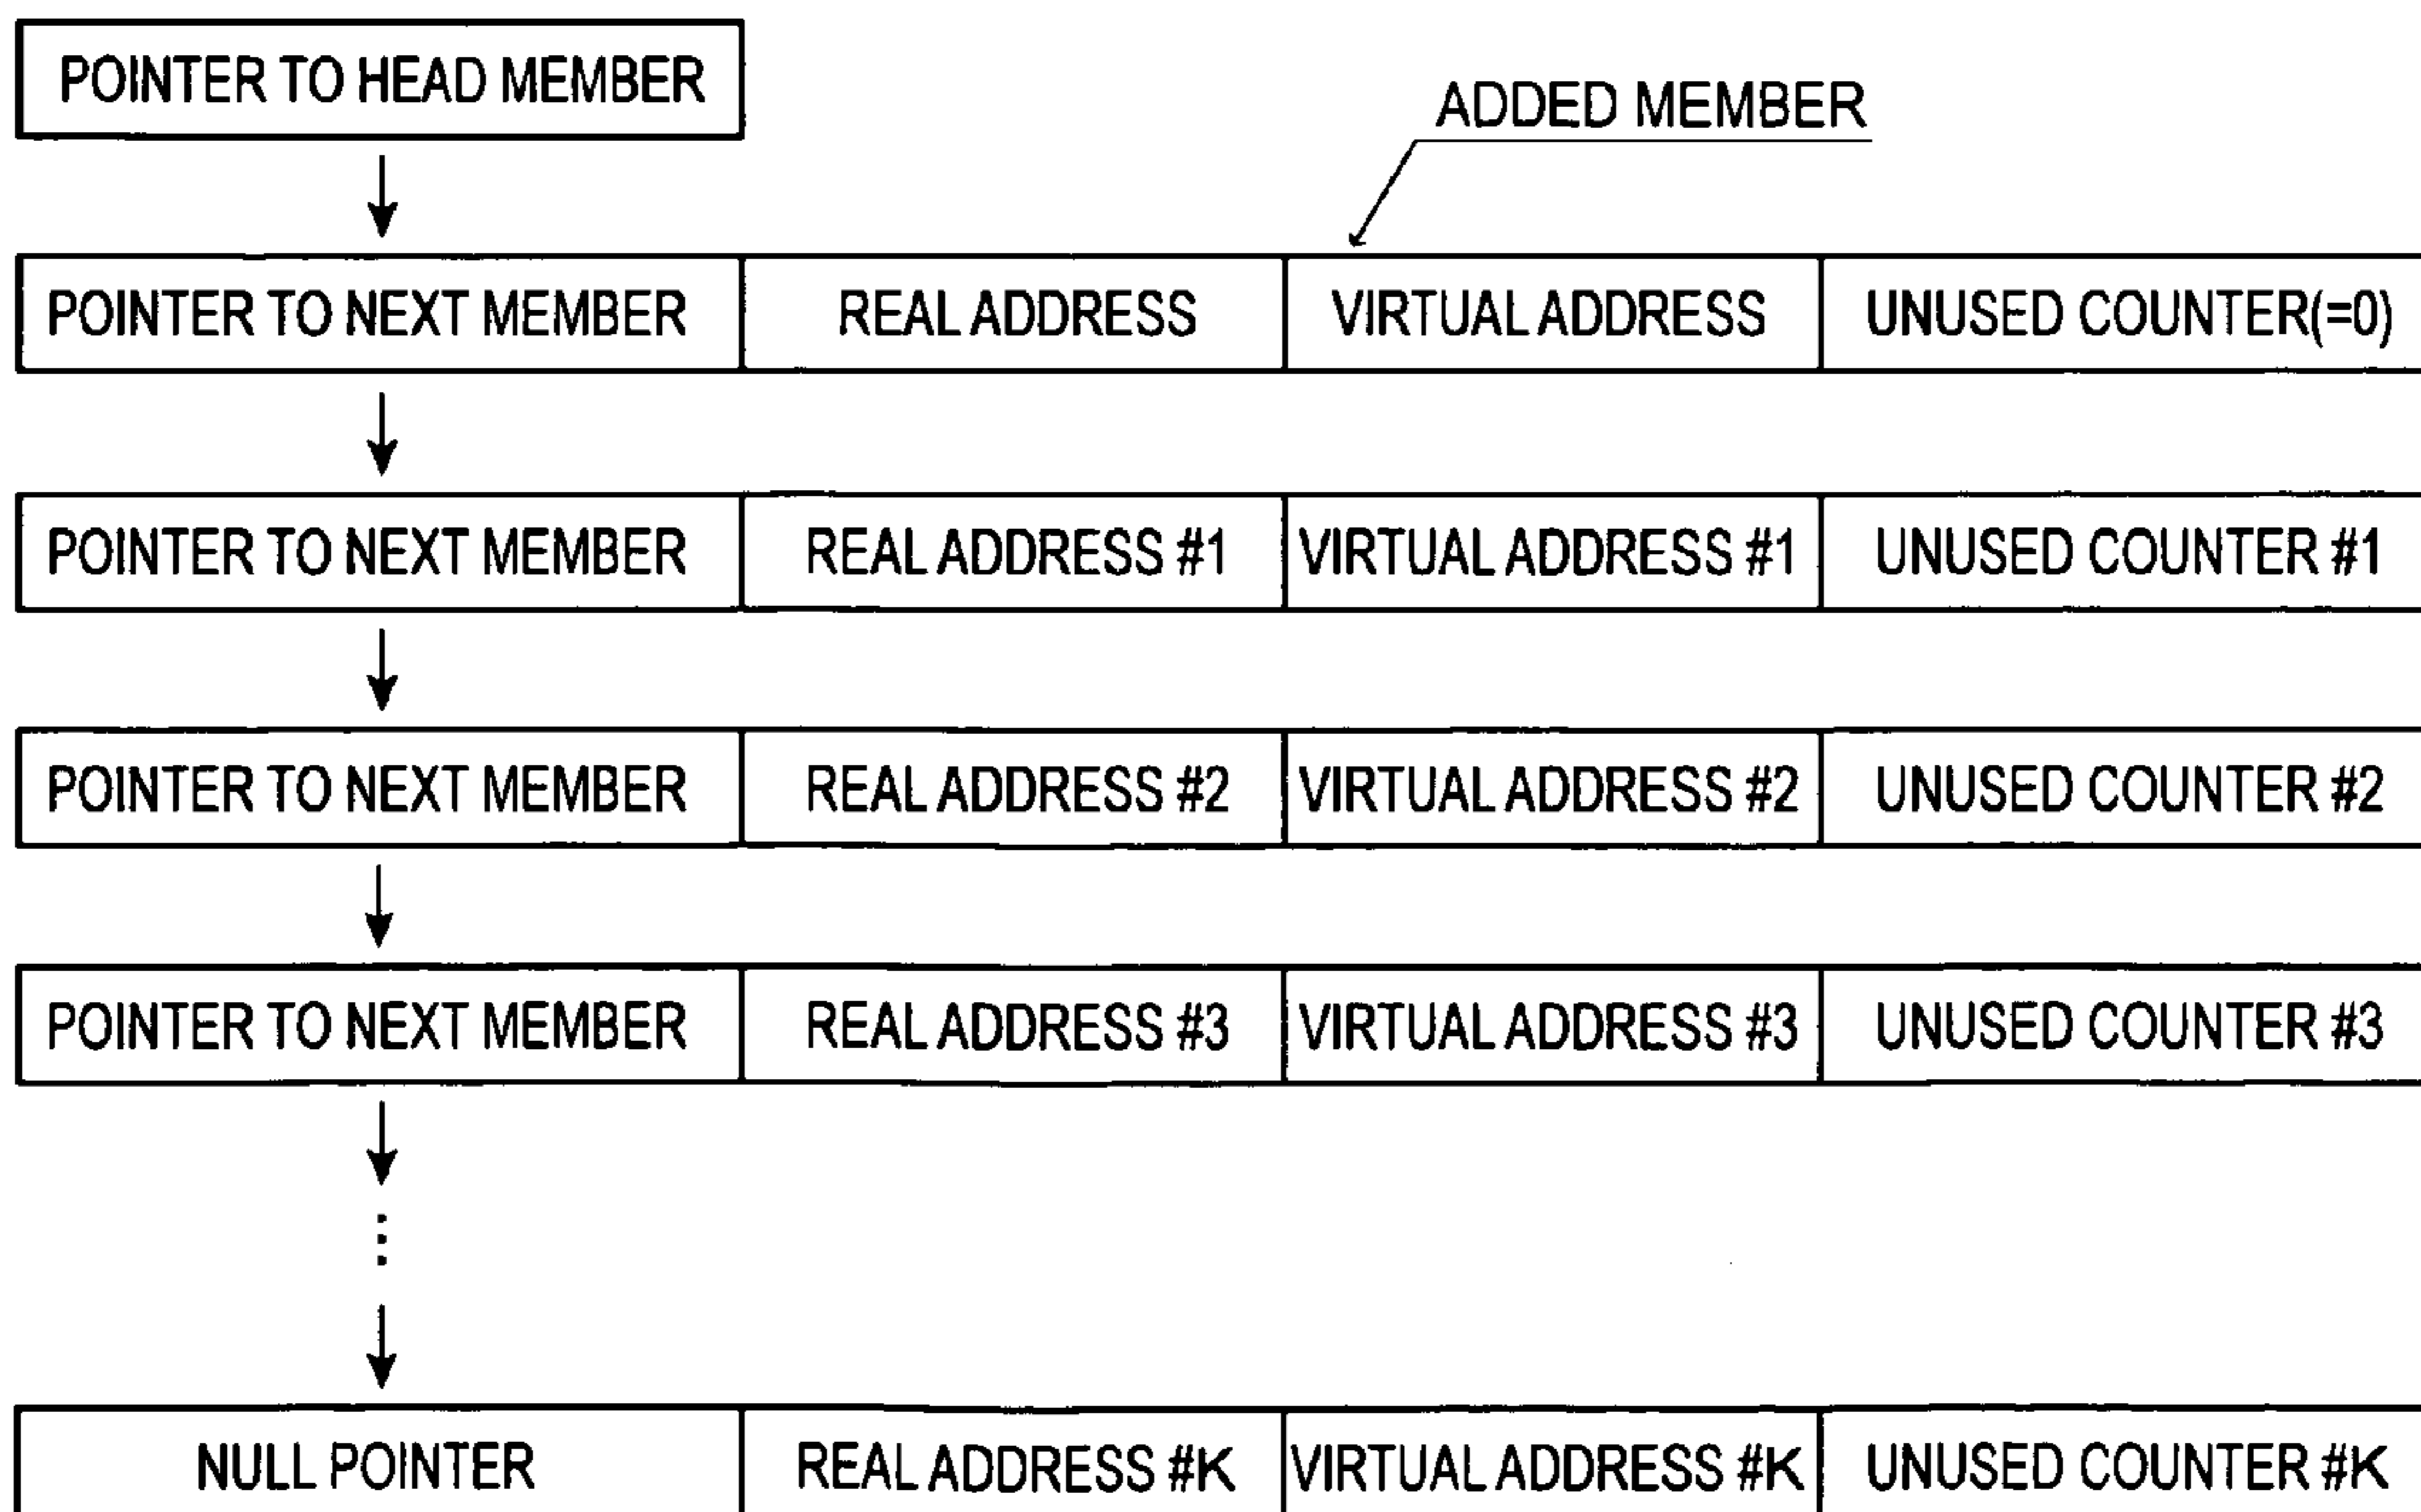 POINTER TO HEAD MEMBER
ADDED MEMBER
POINTER TO NEXT MEMBER REAL ADDRESS VIRTUAL ADDRESS UNUSED COUNTER(=0)
POINTER TO NEXT MEMBER REAL ADDRESS #1 VIRTUAL ADDRESS #1 UNUSED COUNTER #1
POINTER TO NEXT MEMBER REAL ADDRESS #2 VIRTUAL ADDRESS #2 UNUSED COUNTER #2
POINTER TO NEXT MEMBER REAL ADDRESS #3 VIRTUAL ADDRESS #3 UNUSED COUNTER #3
NULL POINTER REAL ADDRESS #K VIRTUAL ADDRESS #K UNUSED COUNTER #K